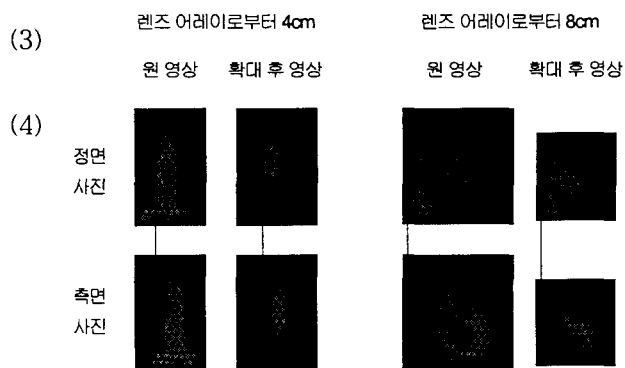 (3)
렌즈 어레이로부터 4cm 렌즈 어레이로부터 8cm
원 영상 확대 후 영상 원 영상 확대 후 영상
(4)
정면
사진
측면
사진